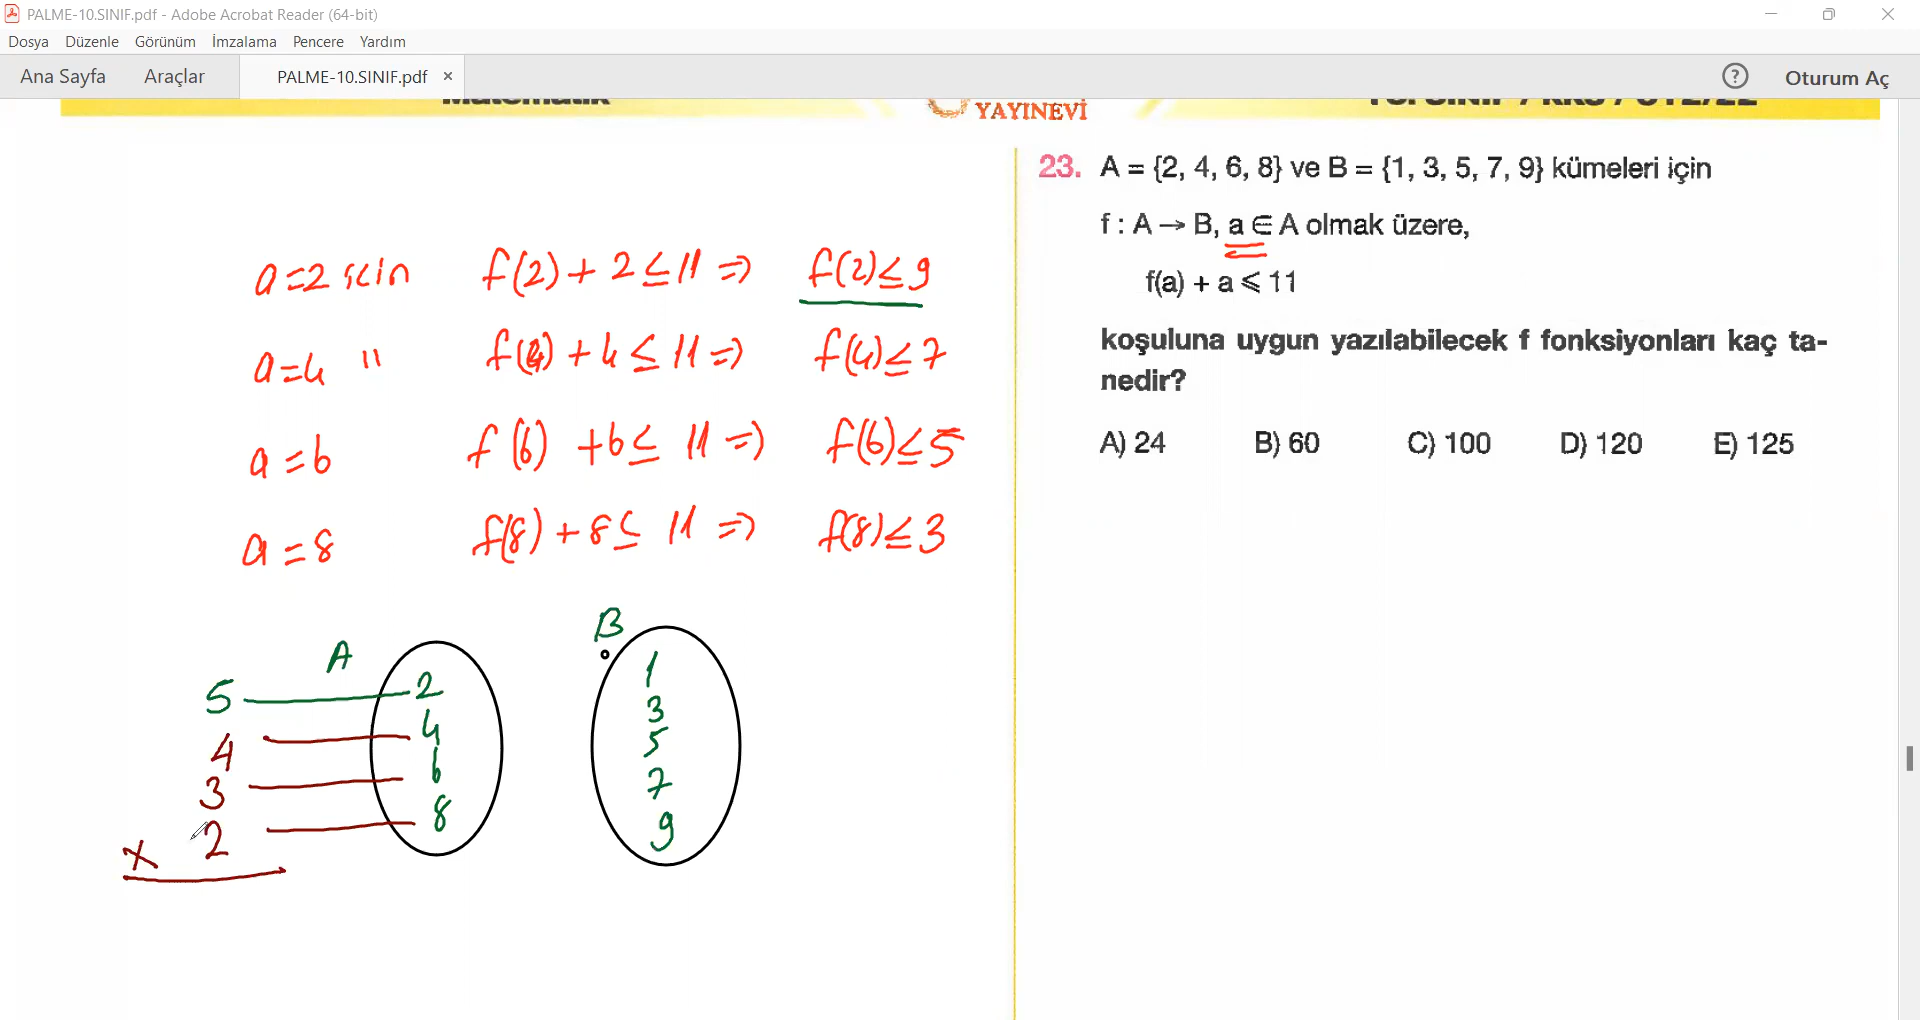 PALME-10.SINIF.pdf - Adobe Acrobat Reader (64-bit)
Dosya Düzenle Görünüm İmzalama Pencere Yardım
Ana Sayfa Araçlar PALME-10.SINIF.pdf × ? Oturum Aç
Matematik
YAYINEVİ
a=2 için f(2)+2≤11 => f(2)≤9
a=4 " f(4)+4≤11 => f(4)≤7
a=6 f(6)+6≤11 => f(6)≤5
a=8 f(8)+8≤11 => f(8)≤3
A B
5 2 1
4 4 3
3 6 5
2 8 7
x 9
23. A = {2, 4, 6, 8} ve B = {1, 3, 5, 7, 9} kümeleri için
f : A → B, a ∈ A olmak üzere,
f(a) + a ⩽ 11
koşuluna uygun yazılabilecek f fonksiyonları kaç ta-
nedir?
A) 24 B) 60 C) 100 D) 120 E) 125